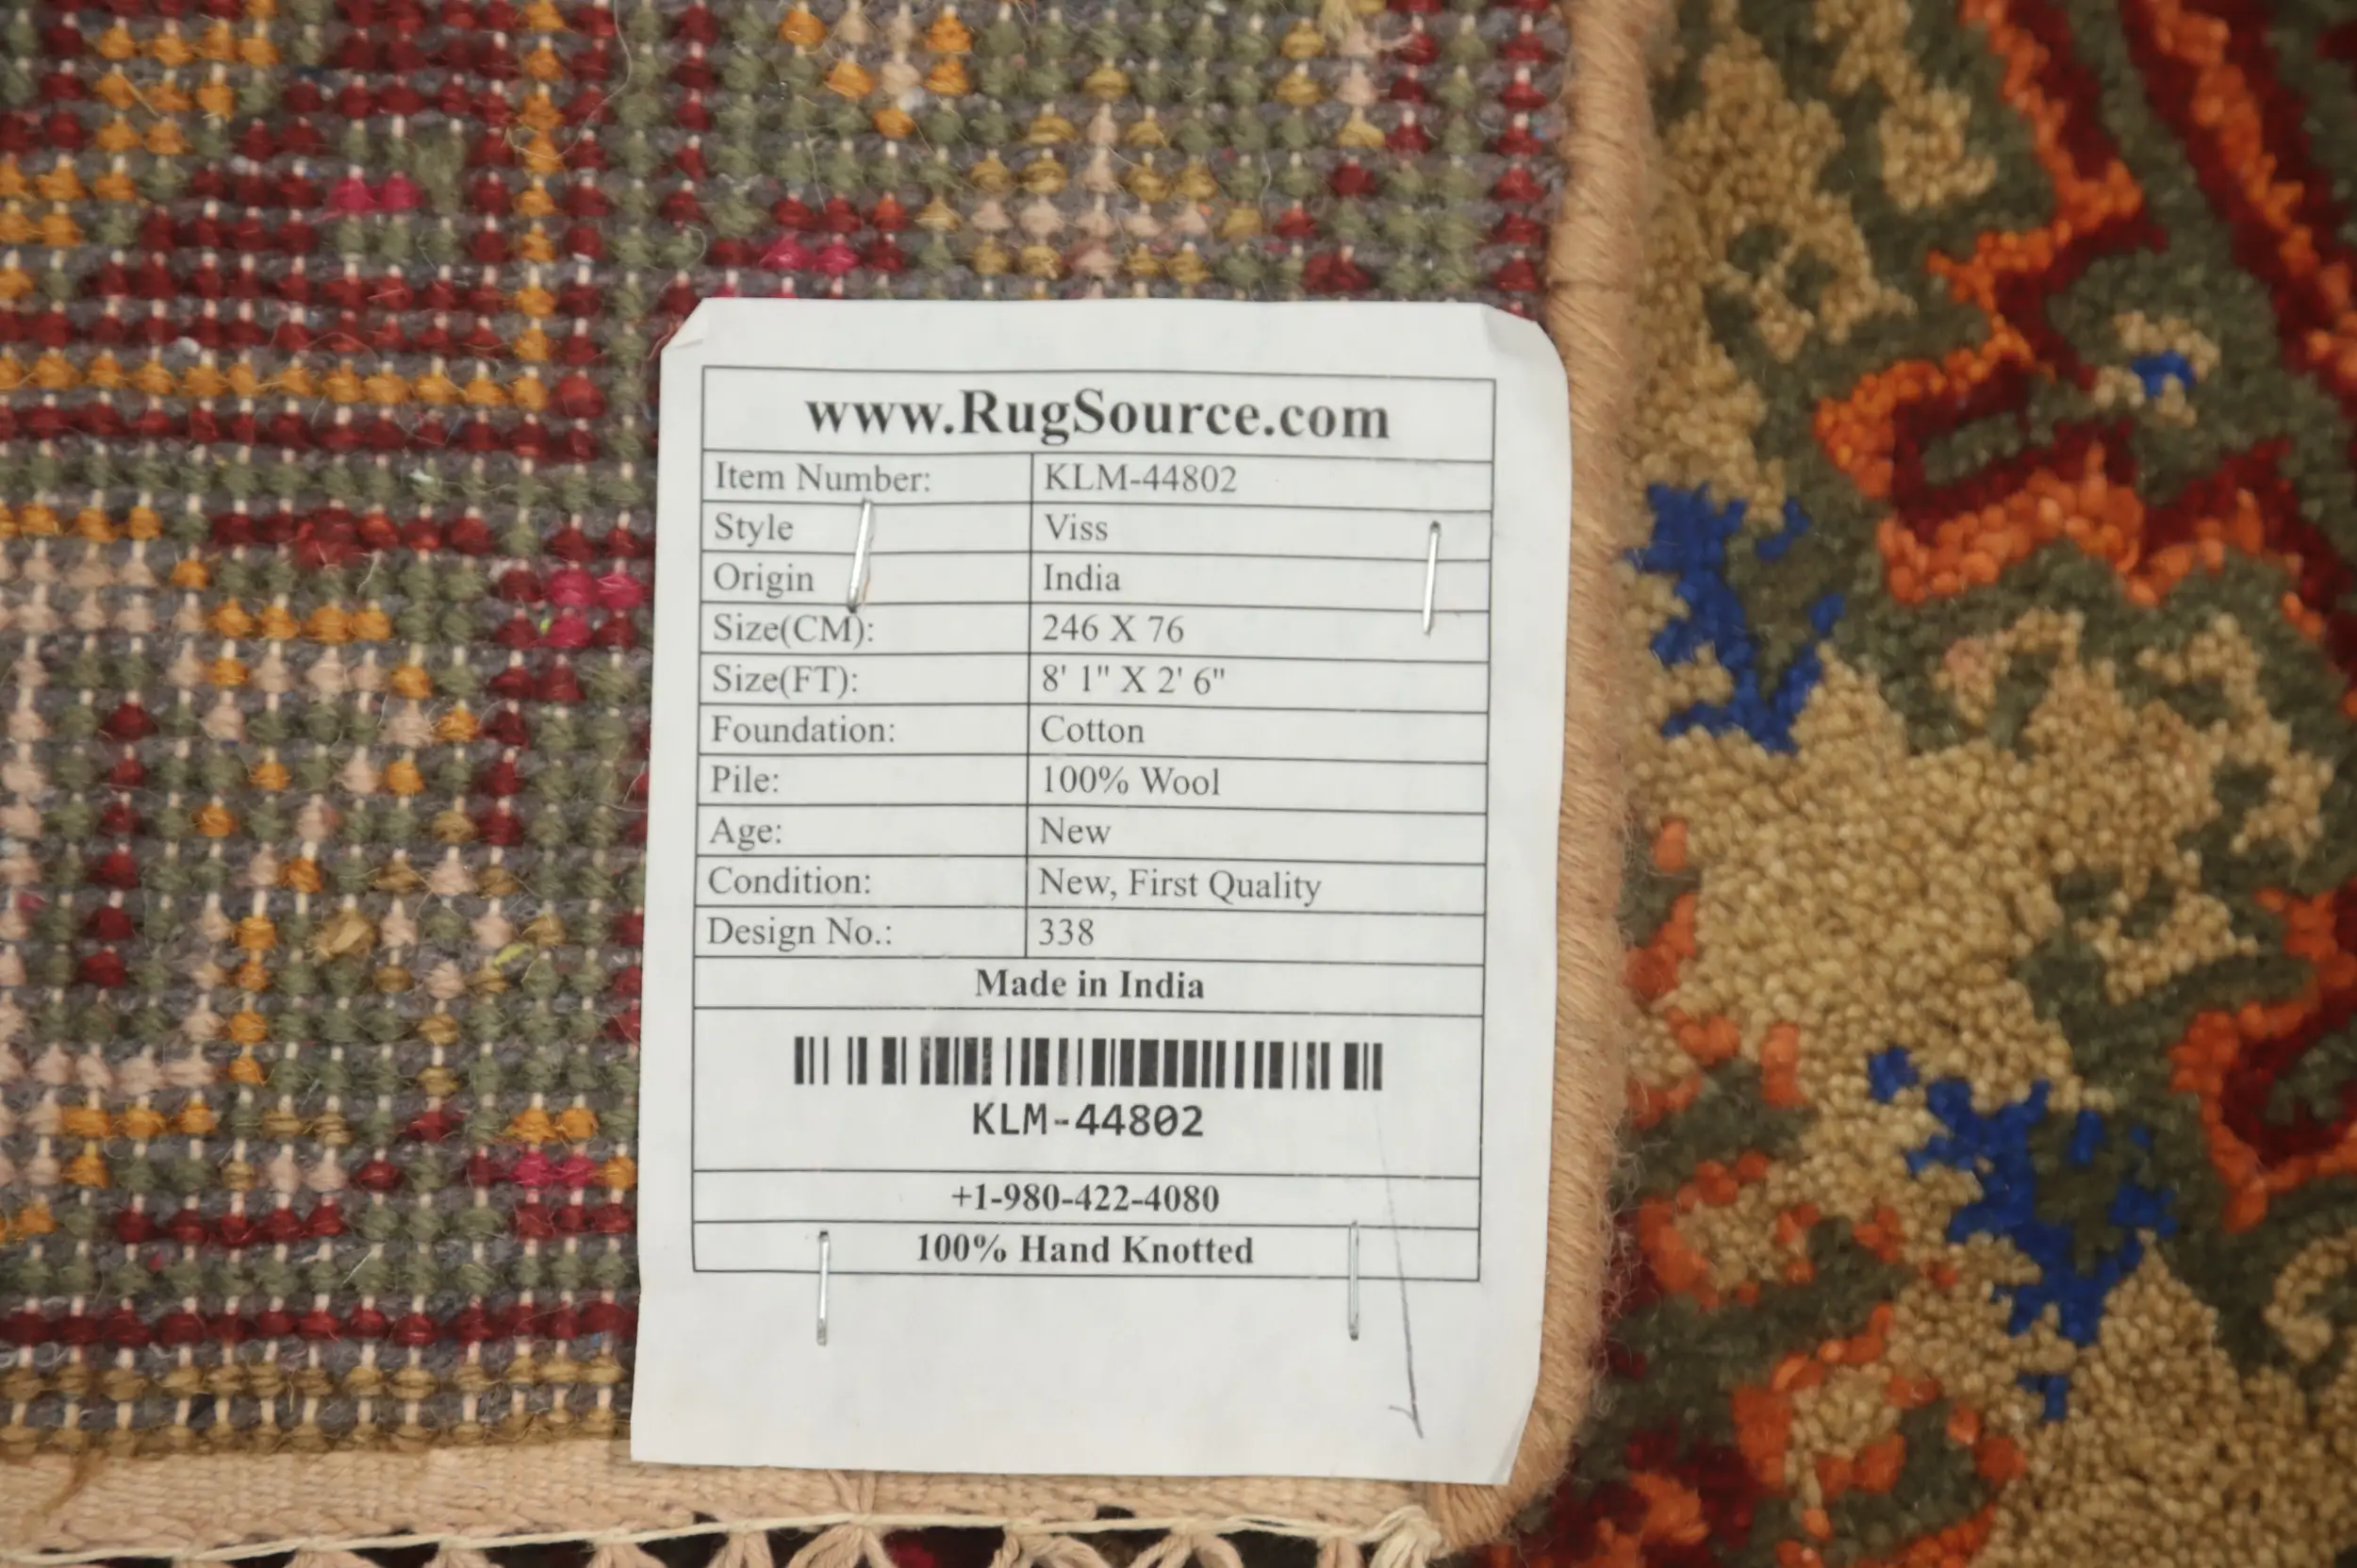 www.RugSource.com
Item Number: KLM-44802
Style Viss
Origin India
Size(CM): 246 X 76
Size(FT): 8' 1" X 2' 6"
Foundation: Cotton
Pile: 100% Wool
Age: New
Condition: New, First Quality
Design No.: 338
Made in India
KLM-44802
+1-980-422-4080
100% Hand Knotted